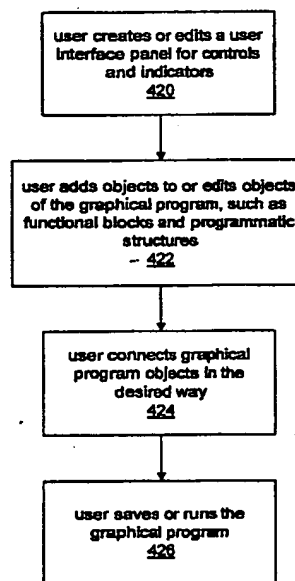 user creates or edits a user
interface panel for controls
and indicators
420
user adds objects to or edits objects
of the graphical program, such as
functional blocks and programmatic
structures
422
user connects graphical
program objects in the
desired way
424
user saves or runs the
graphical program
426